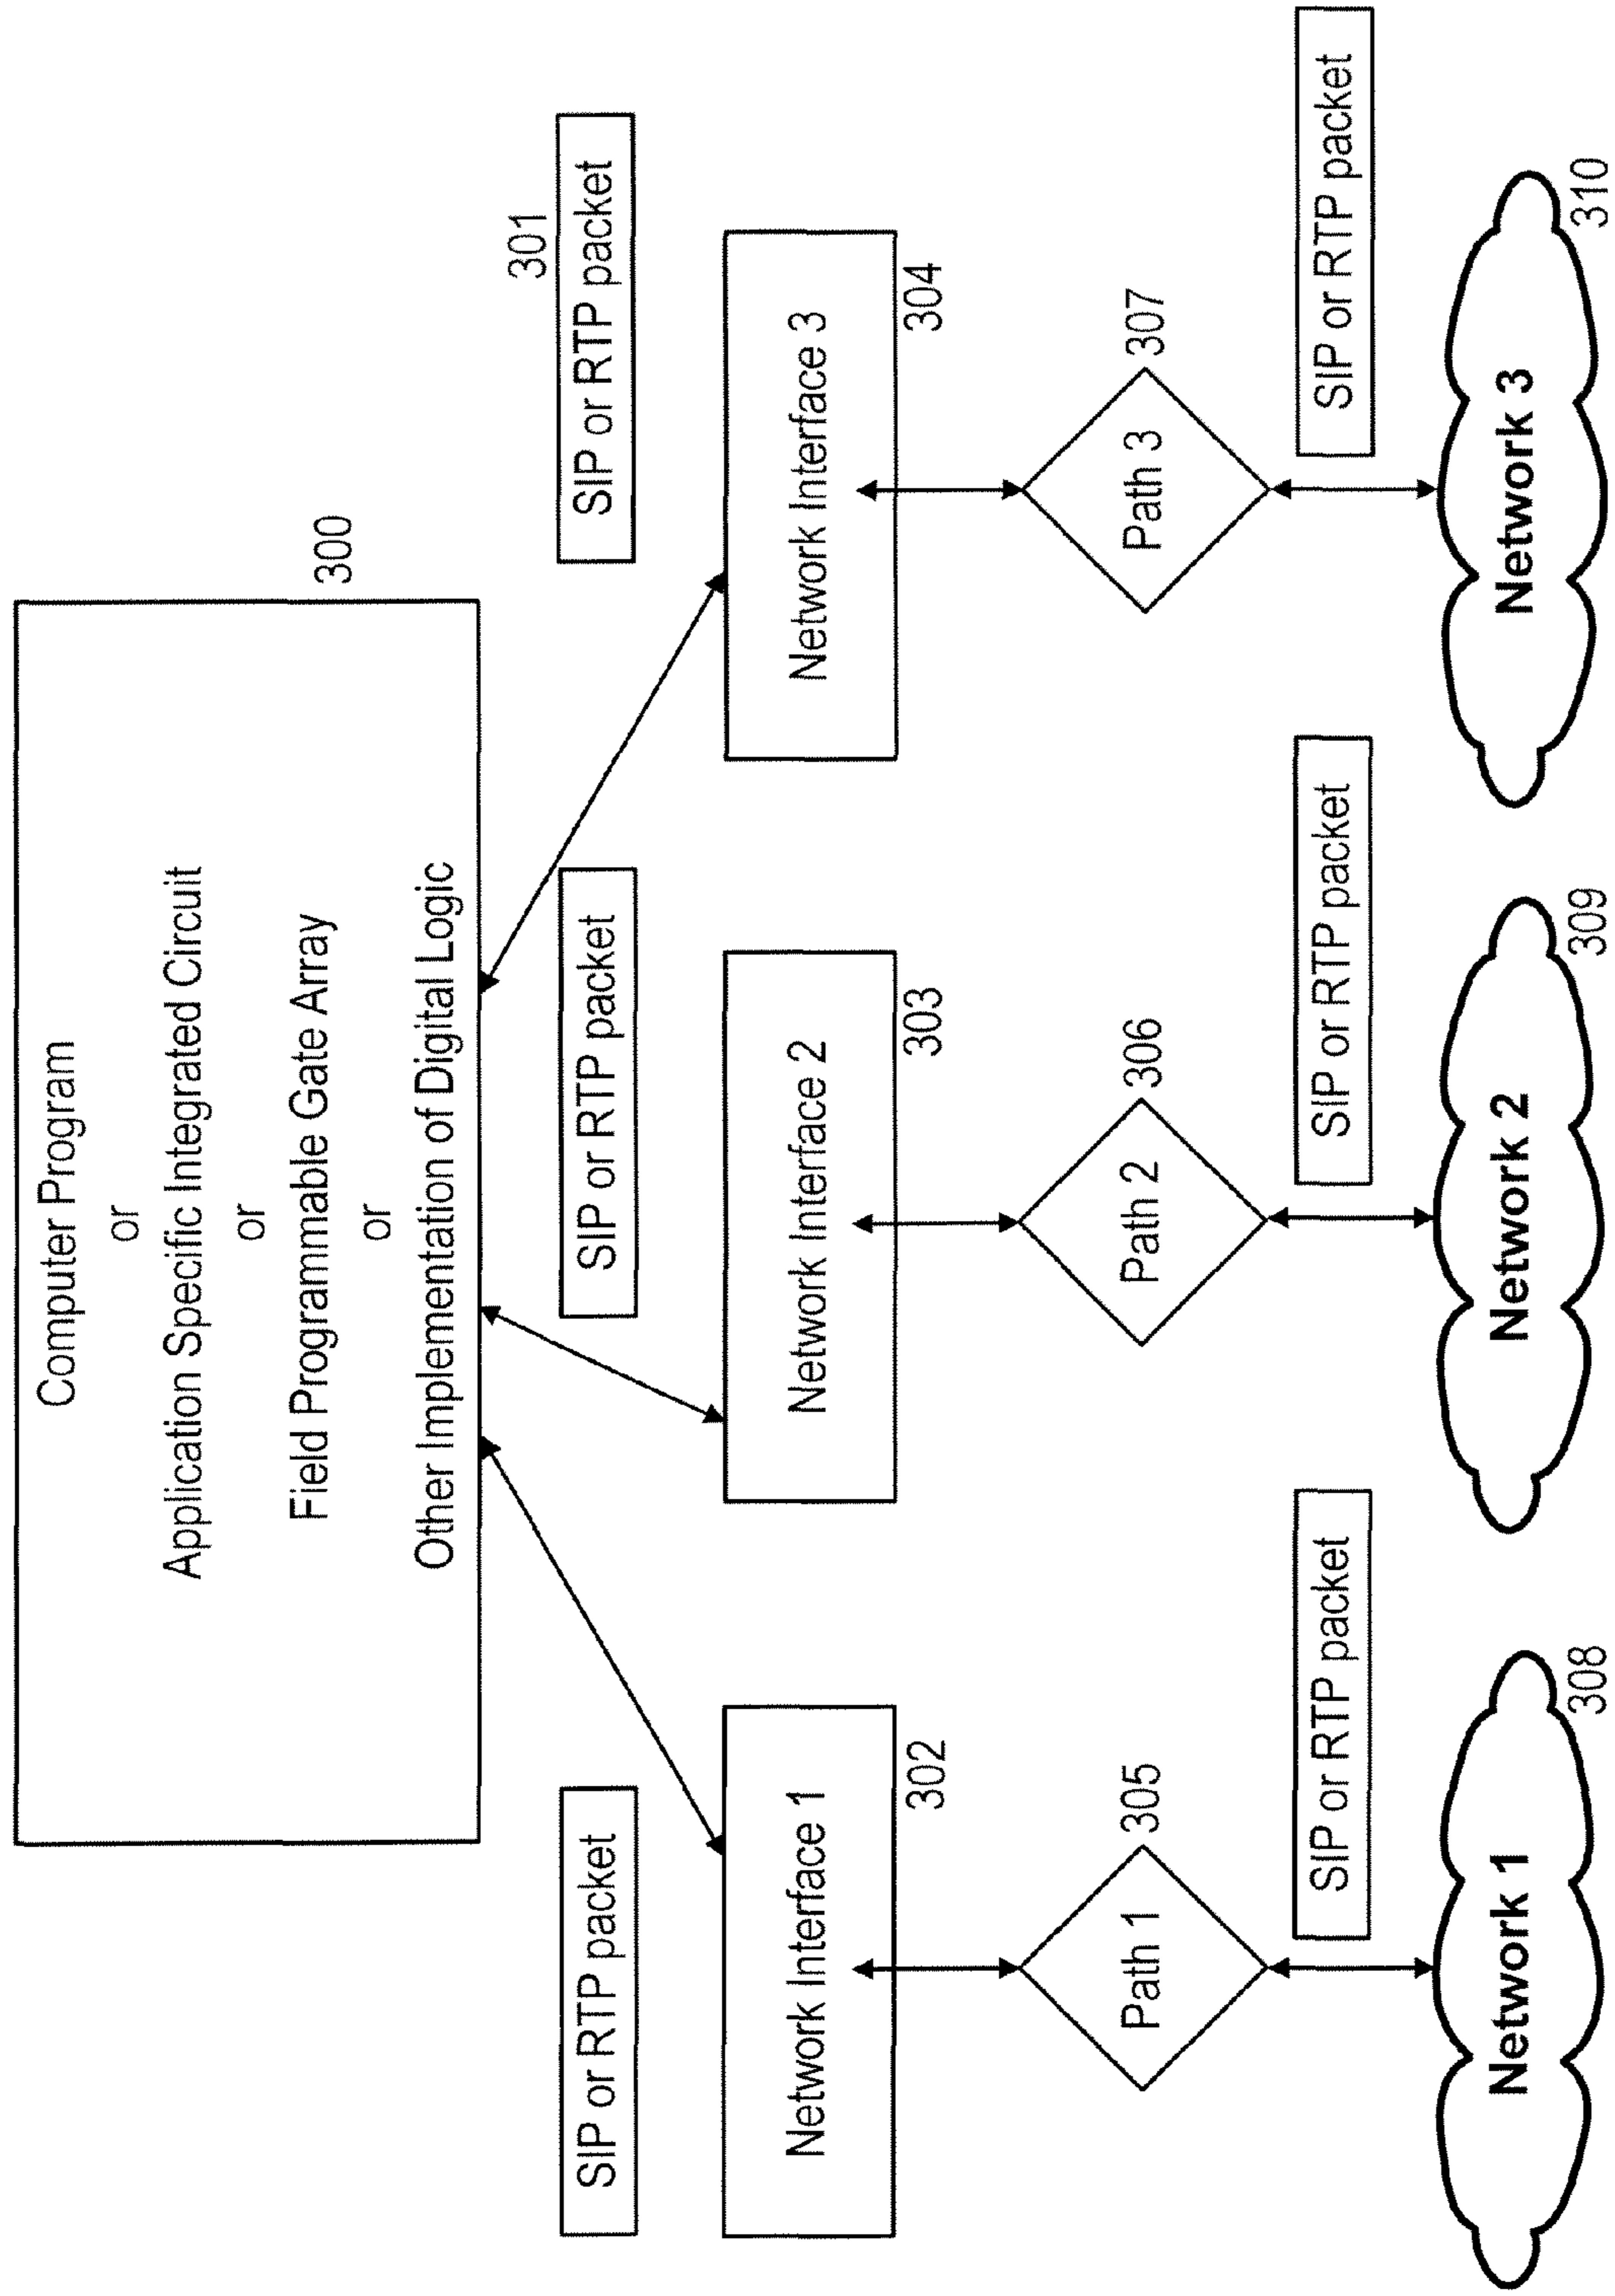 Computer Program
or
Application Specific Integrated Circuit
or
Field Programmable Gate Array
or
Other Implementation of Digital Logic
300
301
SIP or RTP packet
SIP or RTP packet
SIP or RTP packet
Network Interface 1
302
Network Interface 2
303
Network Interface 3
304
Path 1
305
Path 2
306
Path 3
307
SIP or RTP packet
SIP or RTP packet
SIP or RTP packet
Network 1
308
Network 2
309
Network 3
310